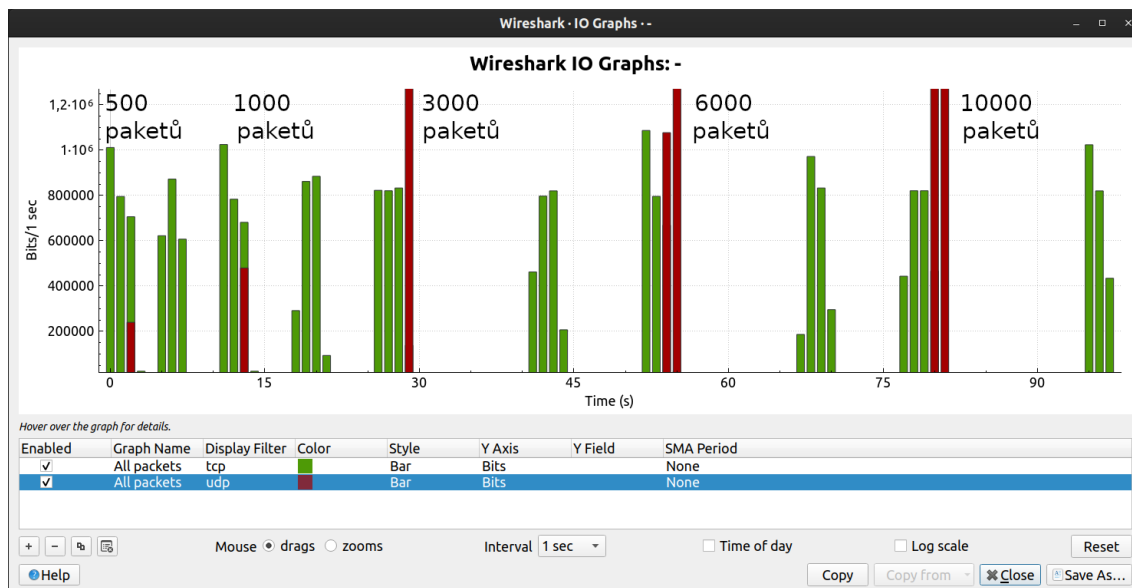 Wireshark · IO Graphs · -
Wireshark IO Graphs: -
500 paketů
1000 paketů
3000 paketů
6000 paketů
10000 paketů
1,2·10⁶
1·10⁶
800000
600000
400000
200000
Bits/1 sec
0 15 30 45 60 75 90
Time (s)
Hover over the graph for details.
Enabled Graph Name Display Filter Color Style Y Axis Y Field SMA Period
All packets tcp Bar Bits None
All packets udp Bar Bits None
Mouse drags zooms Interval 1 sec Time of day Log scale Reset
Help Copy Copy from Close Save As...